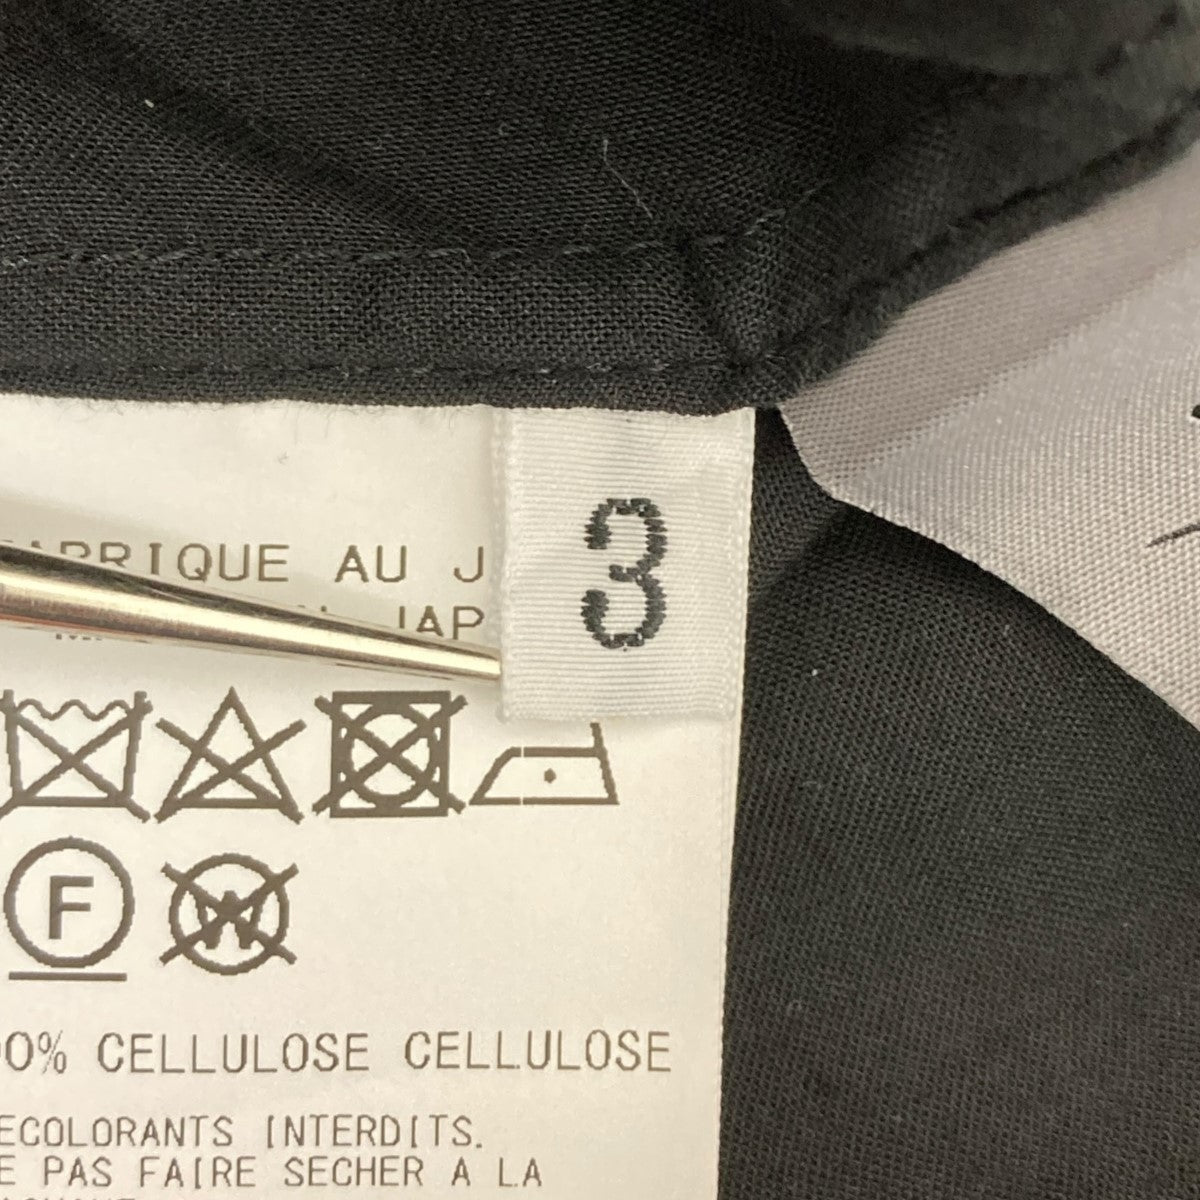 3
FABRIQUE AU J
JAP
F
W
00% CELLULOSE CELLULOSE
ECOLORANTS INTERDITS.
E PAS FAIRE SECHER A LA